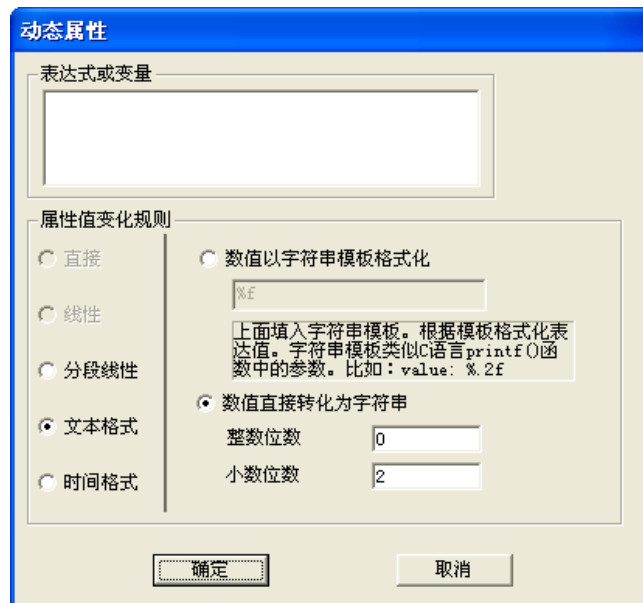 动态属性
表达式或变量
属性值变化规则
直接
线性
分段线性
文本格式
时间格式
数值以字符串模板格式化
%f
上面填入字符串模板。根据模板格式化表
达值。字符串模板类似C语言printf()函
数中的参数。比如：value: %.2f
数值直接转化为字符串
整数位数 0
小数位数 2
确定 取消